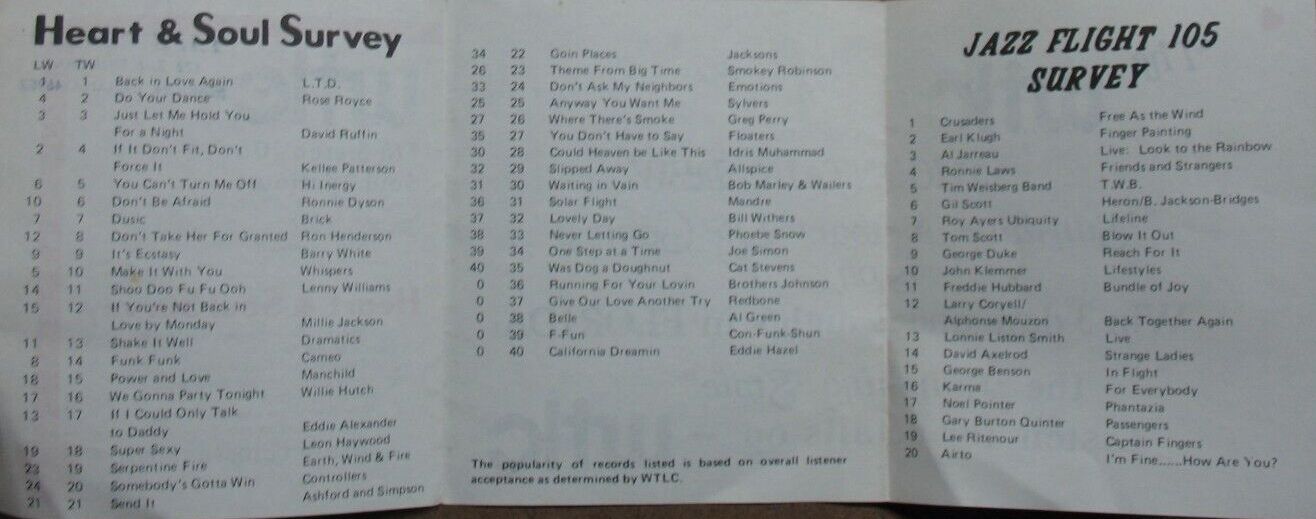 Heart & Soul Survey
LW TW
1 1 Back in Love Again L.T.D.
4 2 Do Your Dance Rose Royce
3 3 Just Let Me Hold You
For a Night David Ruffin
2 4 If It Don't Fit, Don't
Force It Kellee Patterson
6 5 You Can't Turn Me Off Hi Inergy
10 6 Don't Be Afraid Ronnie Dyson
7 7 Dusic Brick
12 8 Don't Take Her For Granted Ron Henderson
9 9 It's Ecstasy Barry White
5 10 Make It With You Whispers
14 11 Shoo Doo Fu Fu Ooh Lenny Williams
15 12 If You're Not Back in
Love by Monday Millie Jackson
11 13 Shake It Well Dramatics
8 14 Funk Funk Cameo
18 15 Power and Love Manchild
17 16 We Gonna Party Tonight Willie Hutch
13 17 If I Could Only Talk
to Daddy Eddie Alexander
19 18 Super Sexy Leon Haywood
23 19 Serpentine Fire Earth, Wind & Fire
24 20 Somebody's Gotta Win Controllers
21 21 Send It Ashford and Simpson
34 22 Goin Places Jacksons
26 23 Theme From Big Time Smokey Robinson
33 24 Don't Ask My Neighbors Emotions
25 25 Anyway You Want Me Sylvers
27 26 Where There's Smoke Greg Perry
35 27 You Don't Have to Say Floaters
30 28 Could Heaven be Like This Idris Muhammad
32 29 Slipped Away Allspice
31 30 Waiting in Vain Bob Marley & Wailers
36 31 Solar Flight Mandre
37 32 Lovely Day Bill Withers
38 33 Never Letting Go Phoebe Snow
39 34 One Step at a Time Joe Simon
40 35 Was Dog a Doughnut Cat Stevens
0 36 Running For Your Lovin Brothers Johnson
0 37 Give Our Love Another Try Redbone
0 38 Belle Al Green
0 39 F-Fun Con-Funk-Shun
0 40 California Dreamin Eddie Hazel
The popularity of records listed is based on overall listener
acceptance as determined by WTLC.
JAZZ FLIGHT 105
SURVEY
1 Crusaders Free As the Wind
2 Earl Klugh Finger Painting
3 Al Jarreau Live: Look to the Rainbow
4 Ronnie Laws Friends and Strangers
5 Tim Weisberg Band T.W.B.
6 Gil Scott Heron/B. Jackson-Bridges
7 Roy Ayers Ubiquity Lifeline
8 Tom Scott Blow It Out
9 George Duke Reach For It
10 John Klemmer Lifestyles
11 Freddie Hubbard Bundle of Joy
12 Larry Coryell/
Alphonse Mouzon Back Together Again
13 Lonnie Liston Smith Live
14 David Axelrod Strange Ladies
15 George Benson In Flight
16 Karma For Everybody
17 Noel Pointer Phantazia
18 Gary Burton Quinter Passengers
19 Lee Ritenour Captain Fingers
20 Airto I'm Fine......How Are You?